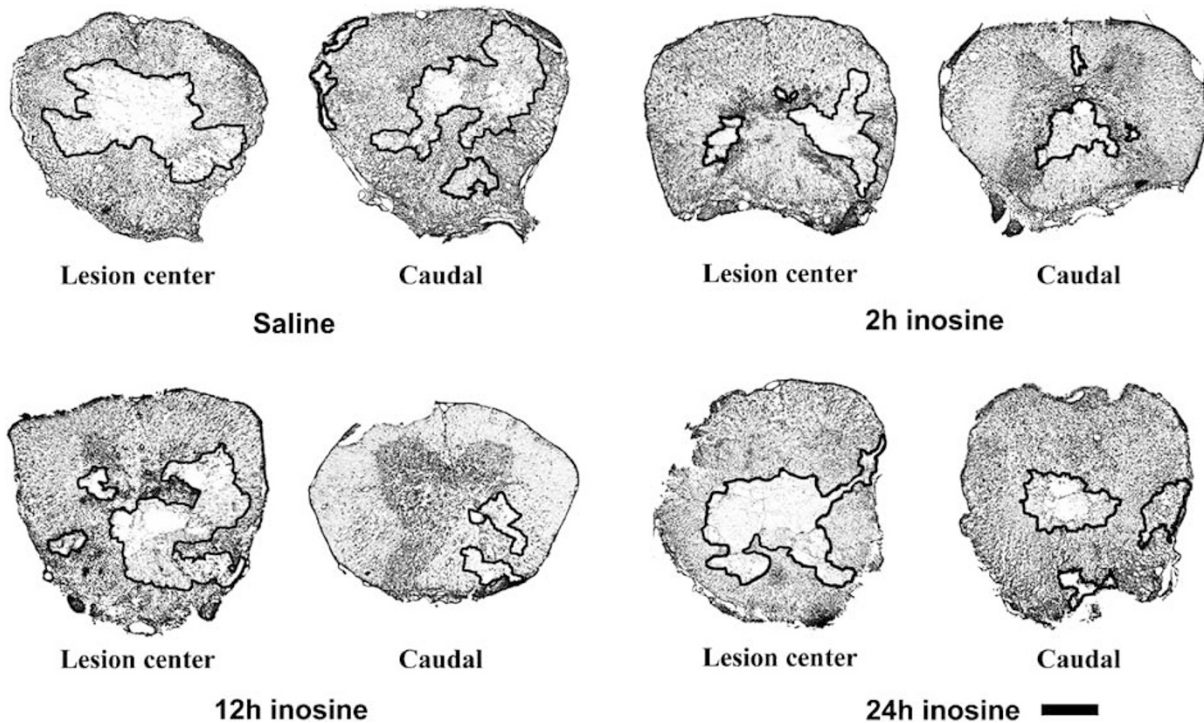 Lesion center
Caudal
Saline
Lesion center
Caudal
2h inosine
Lesion center
Caudal
12h inosine
Lesion center
Caudal
24h inosine